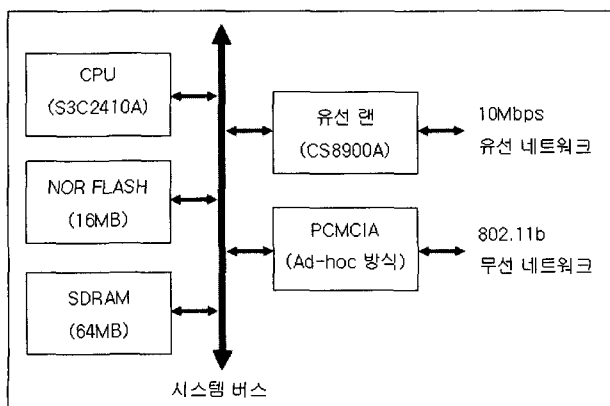 CPU
(S3C2410A)
NOR FLASH
(16MB)
SDRAM
(64MB)
유선 랜
(CS8900A)
10Mbps
유선 네트워크
PCMCIA
(Ad-hoc 방식)
802.11b
무선 네트워크
시스템 버스